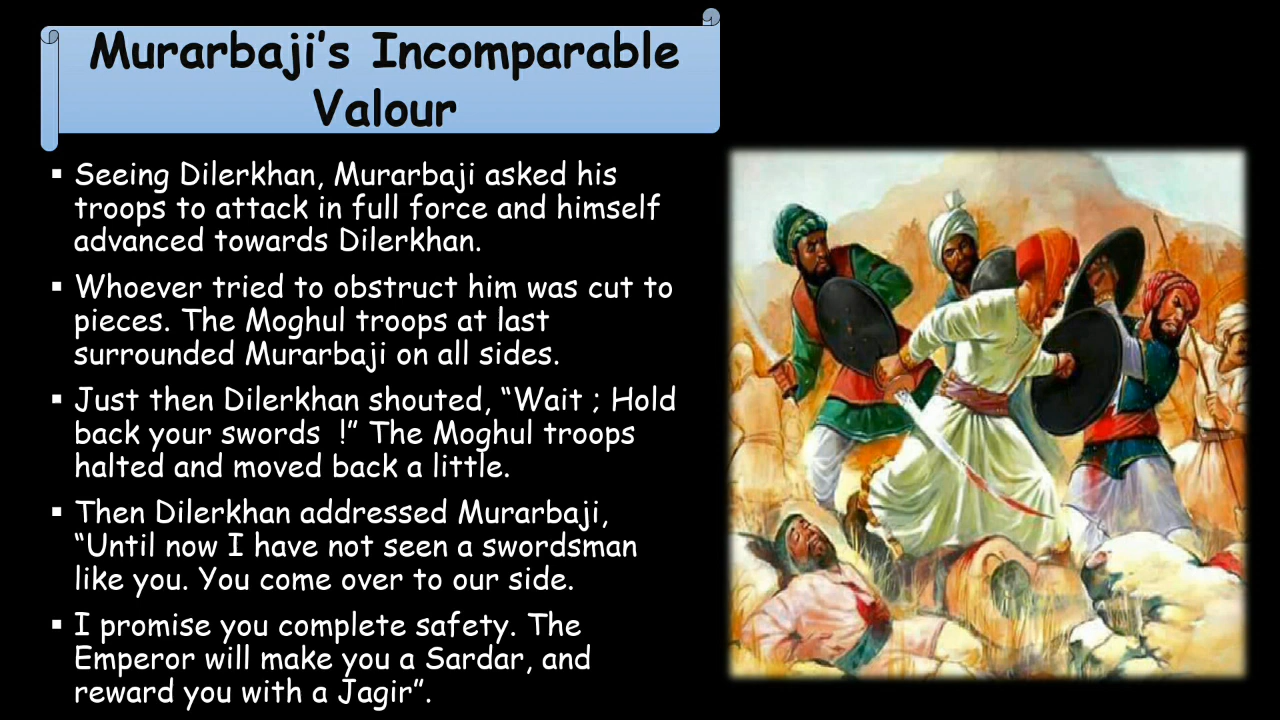 Murarbaji’s Incomparable
Valour
▪ Seeing Dilerkhan, Murarbaji asked his
troops to attack in full force and himself
advanced towards Dilerkhan.
▪ Whoever tried to obstruct him was cut to
pieces. The Moghul troops at last
surrounded Murarbaji on all sides.
▪ Just then Dilerkhan shouted, “Wait ; Hold
back your swords  !” The Moghul troops
halted and moved back a little.
▪ Then Dilerkhan addressed Murarbaji,
“Until now I have not seen a swordsman
like you. You come over to our side.
▪ I promise you complete safety. The
Emperor will make you a Sardar, and
reward you with a Jagir”.